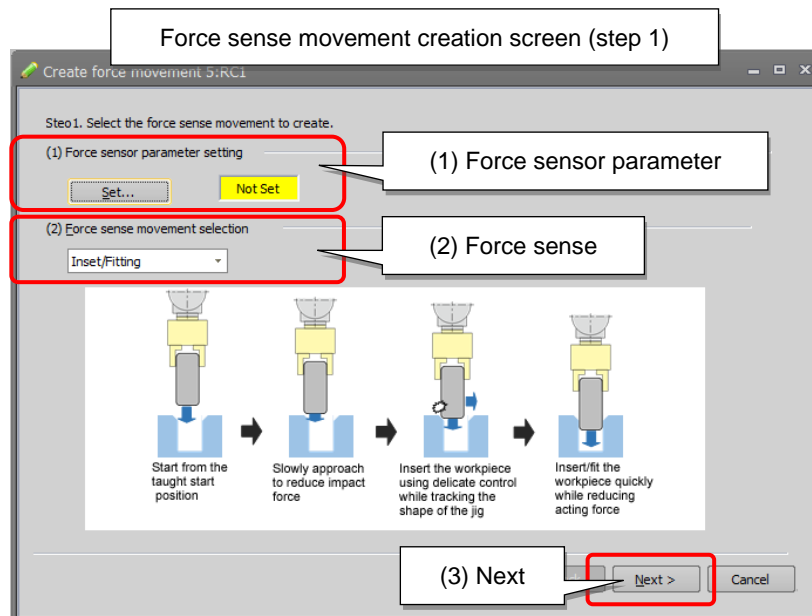 Force sense movement creation screen (step 1)
Create force movement 5:RC1
Steo1. Select the force sense movement to create.
(1) Force sensor parameter setting
(1) Force sensor parameter
Set...
Not Set
(2) Force sense movement selection
(2) Force sense
Inset/Fitting
Start from the
taught start
position
Slowly approach
to reduce impact
force
Insert the workpiece
using delicate control
while tracking the
shape of the jig
Insert/fit the
workpiece quickly
while reducing
acting force
(3) Next
Next >
Cancel